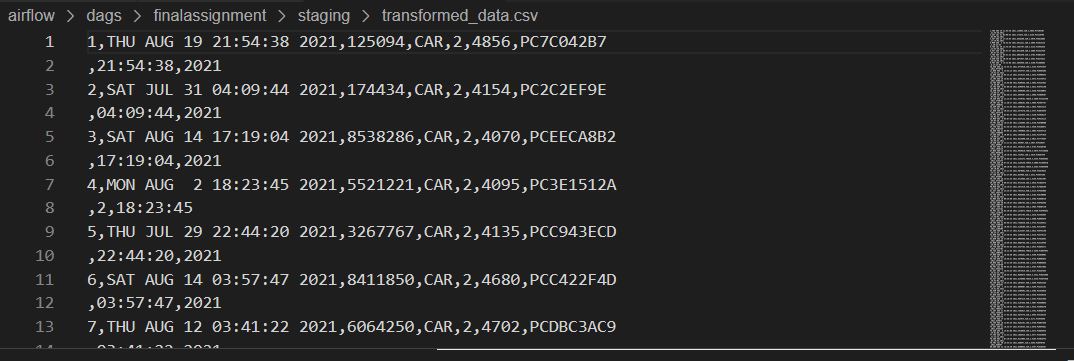 airflow > dags > finalassignment > staging > transformed_data.csv
1 1,THU AUG 19 21:54:38 2021,125094,CAR,2,4856,PC7C042B7
2 ,21:54:38,2021
3 2,SAT JUL 31 04:09:44 2021,174434,CAR,2,4154,PC2C2EF9E
4 ,04:09:44,2021
5 3,SAT AUG 14 17:19:04 2021,8538286,CAR,2,4070,PCEECA8B2
6 ,17:19:04,2021
7 4,MON AUG  2 18:23:45 2021,5521221,CAR,2,4095,PC3E1512A
8 ,2,18:23:45
9 5,THU JUL 29 22:44:20 2021,3267767,CAR,2,4135,PCC943ECD
10 ,22:44:20,2021
11 6,SAT AUG 14 03:57:47 2021,8411850,CAR,2,4680,PCC422F4D
12 ,03:57:47,2021
13 7,THU AUG 12 03:41:22 2021,6064250,CAR,2,4702,PCDBC3AC9
14 ,03:41:22,2021